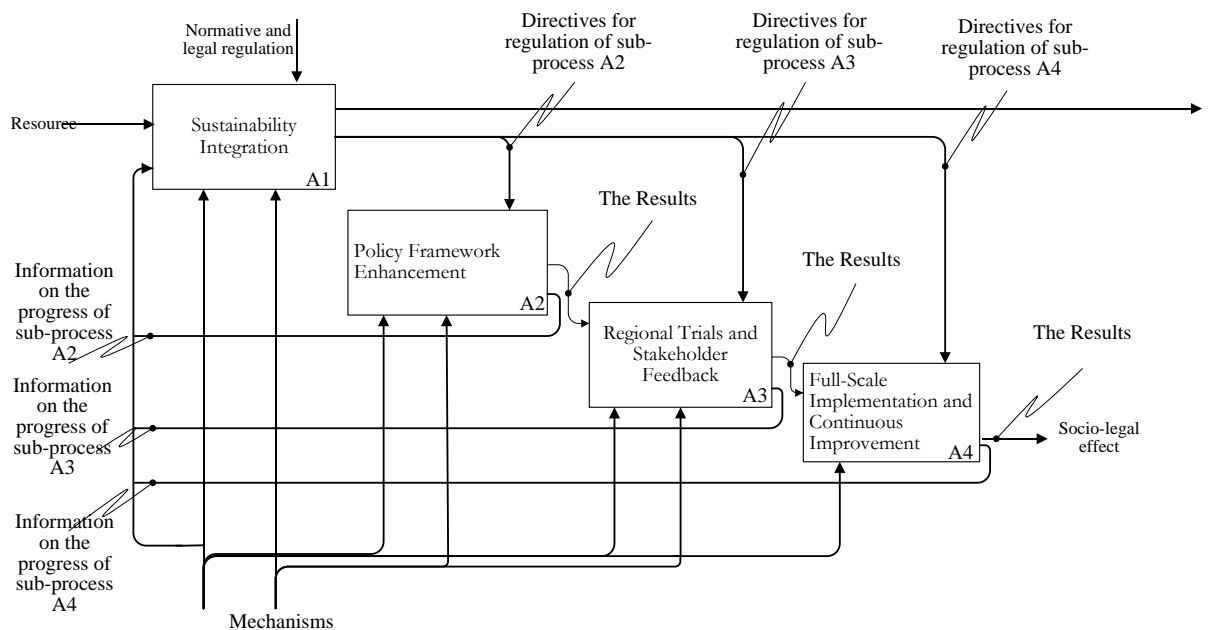 Normative and
legal regulation
Directives for
regulation of sub-
process A2
Directives for
regulation of sub-
process A3
Directives for
regulation of sub-
process A4
Resource
Sustainability
Integration
A1
The Results
Policy Framework
Enhancement
A2
The Results
Information
on the
progress of
sub-process
A2
Regional Trials and
Stakeholder
Feedback
A3
The Results
Full-Scale
Implementation and
Continuous
Improvement
A4
Socio-legal
effect
Information
on the
progress of
sub-process
A3
Information
on the
progress of
sub-process
A4
Mechanisms